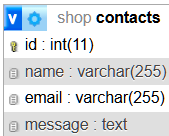 v shop contacts
id : int(11)
name : varchar(255)
email : varchar(255)
message : text